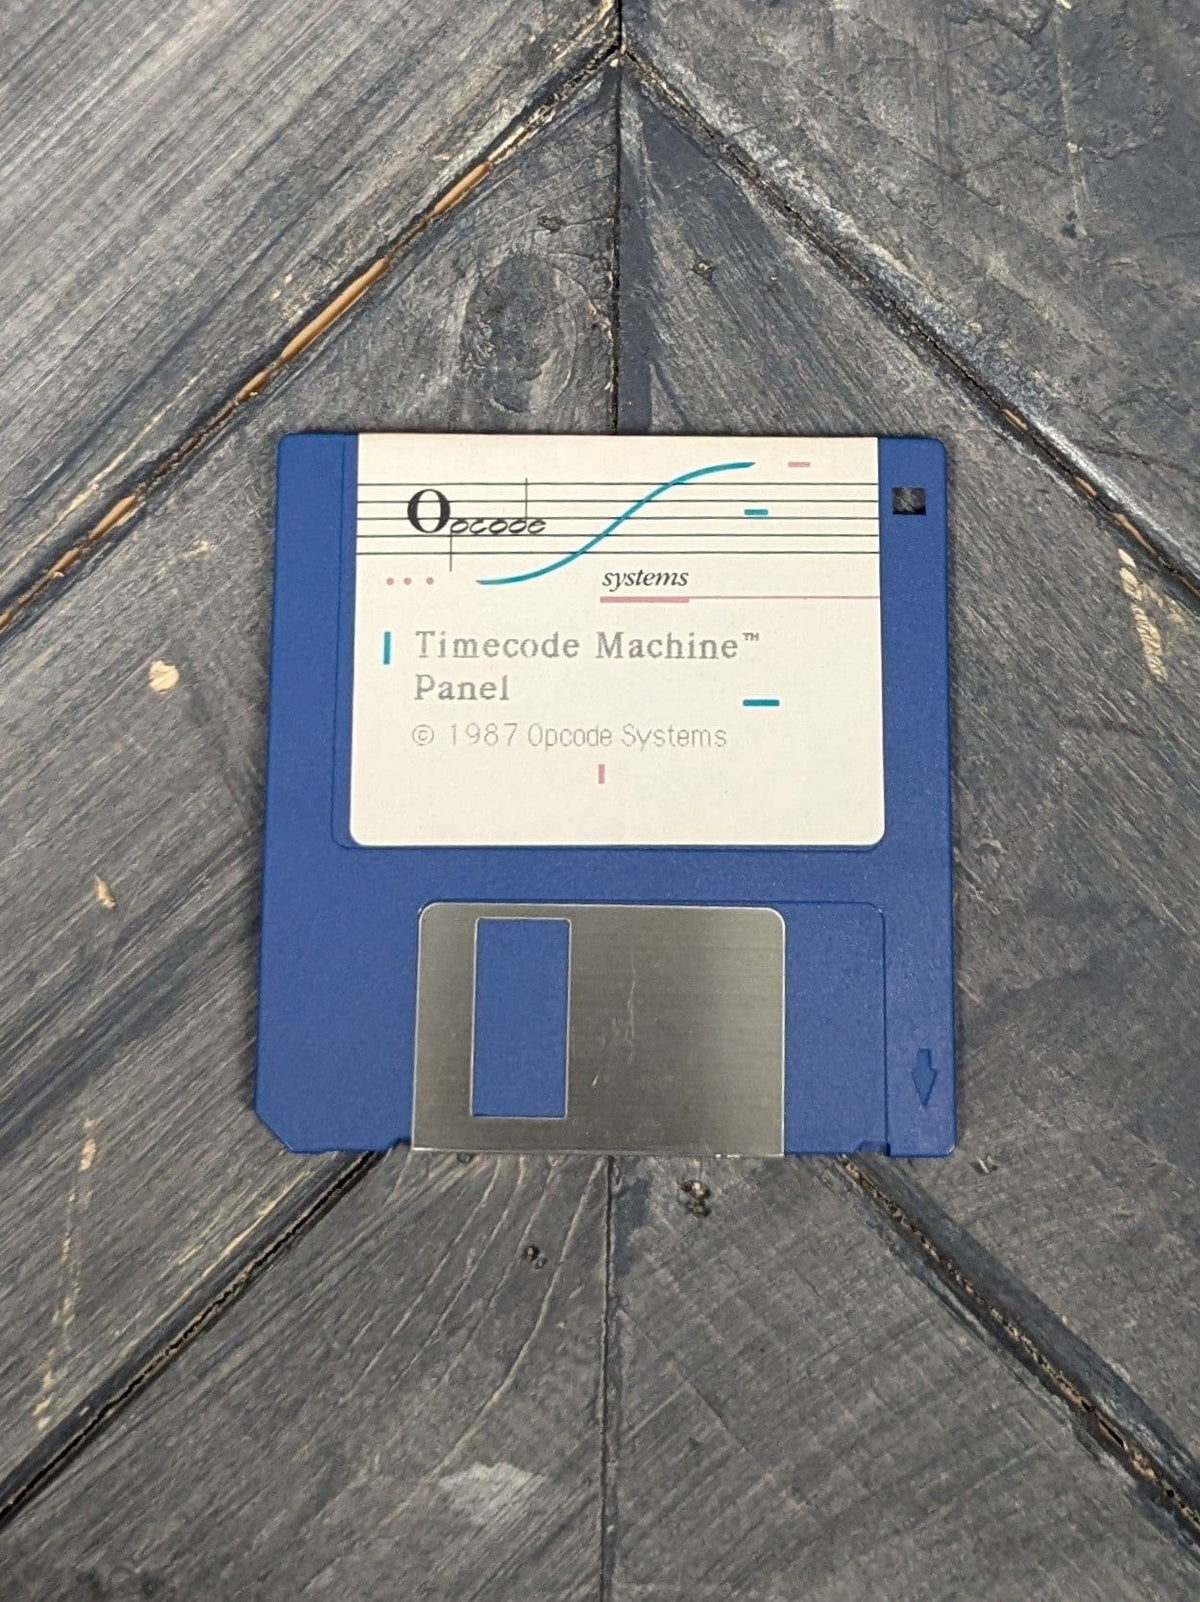 Opcode
systems
Timecode Machine™
Panel
© 1987 Opcode Systems